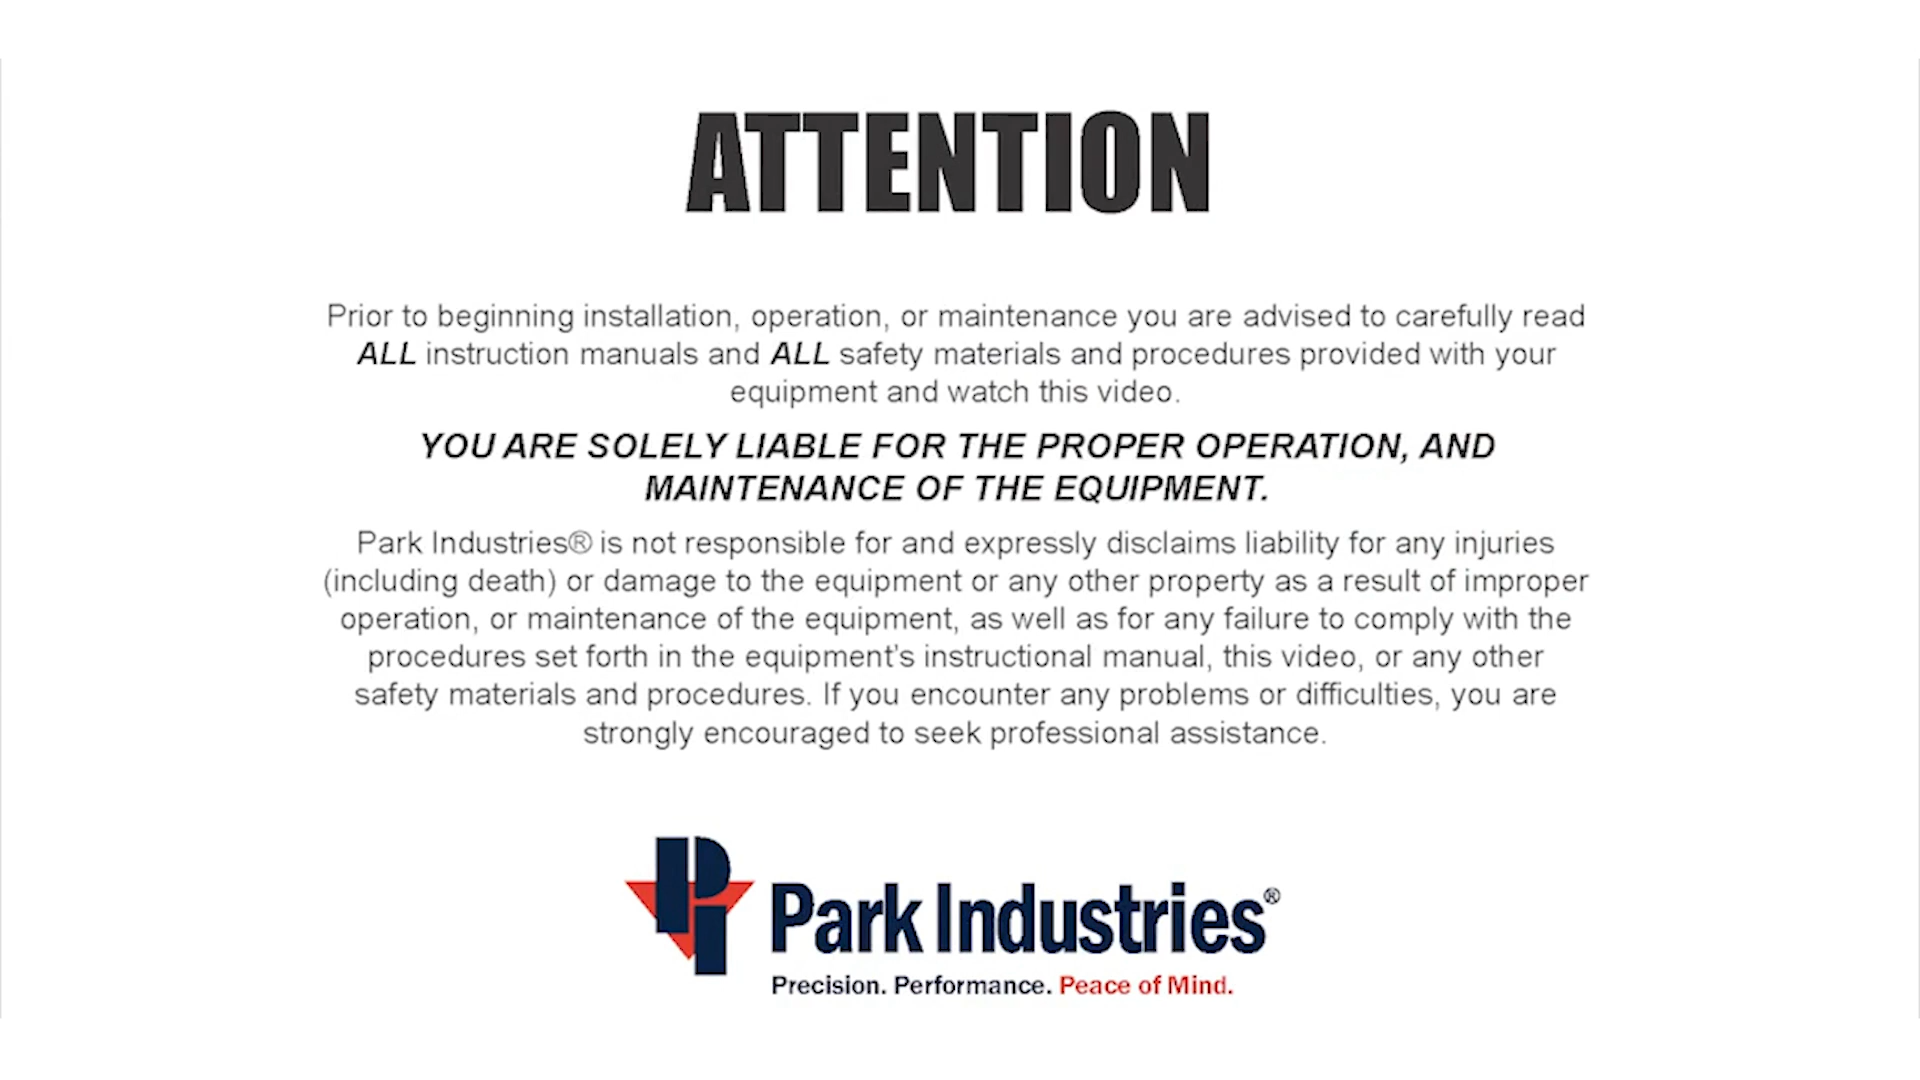 ATTENTION
Prior to beginning installation, operation, or maintenance you are advised to carefully read
ALL instruction manuals and ALL safety materials and procedures provided with your
equipment and watch this video.
YOU ARE SOLELY LIABLE FOR THE PROPER OPERATION, AND
MAINTENANCE OF THE EQUIPMENT.
Park Industries® is not responsible for and expressly disclaims liability for any injuries
(including death) or damage to the equipment or any other property as a result of improper
operation, or maintenance of the equipment, as well as for any failure to comply with the
procedures set forth in the equipment's instructional manual, this video, or any other
safety materials and procedures. If you encounter any problems or difficulties, you are
strongly encouraged to seek professional assistance.
PI Park Industries®
Precision. Performance. Peace of Mind.